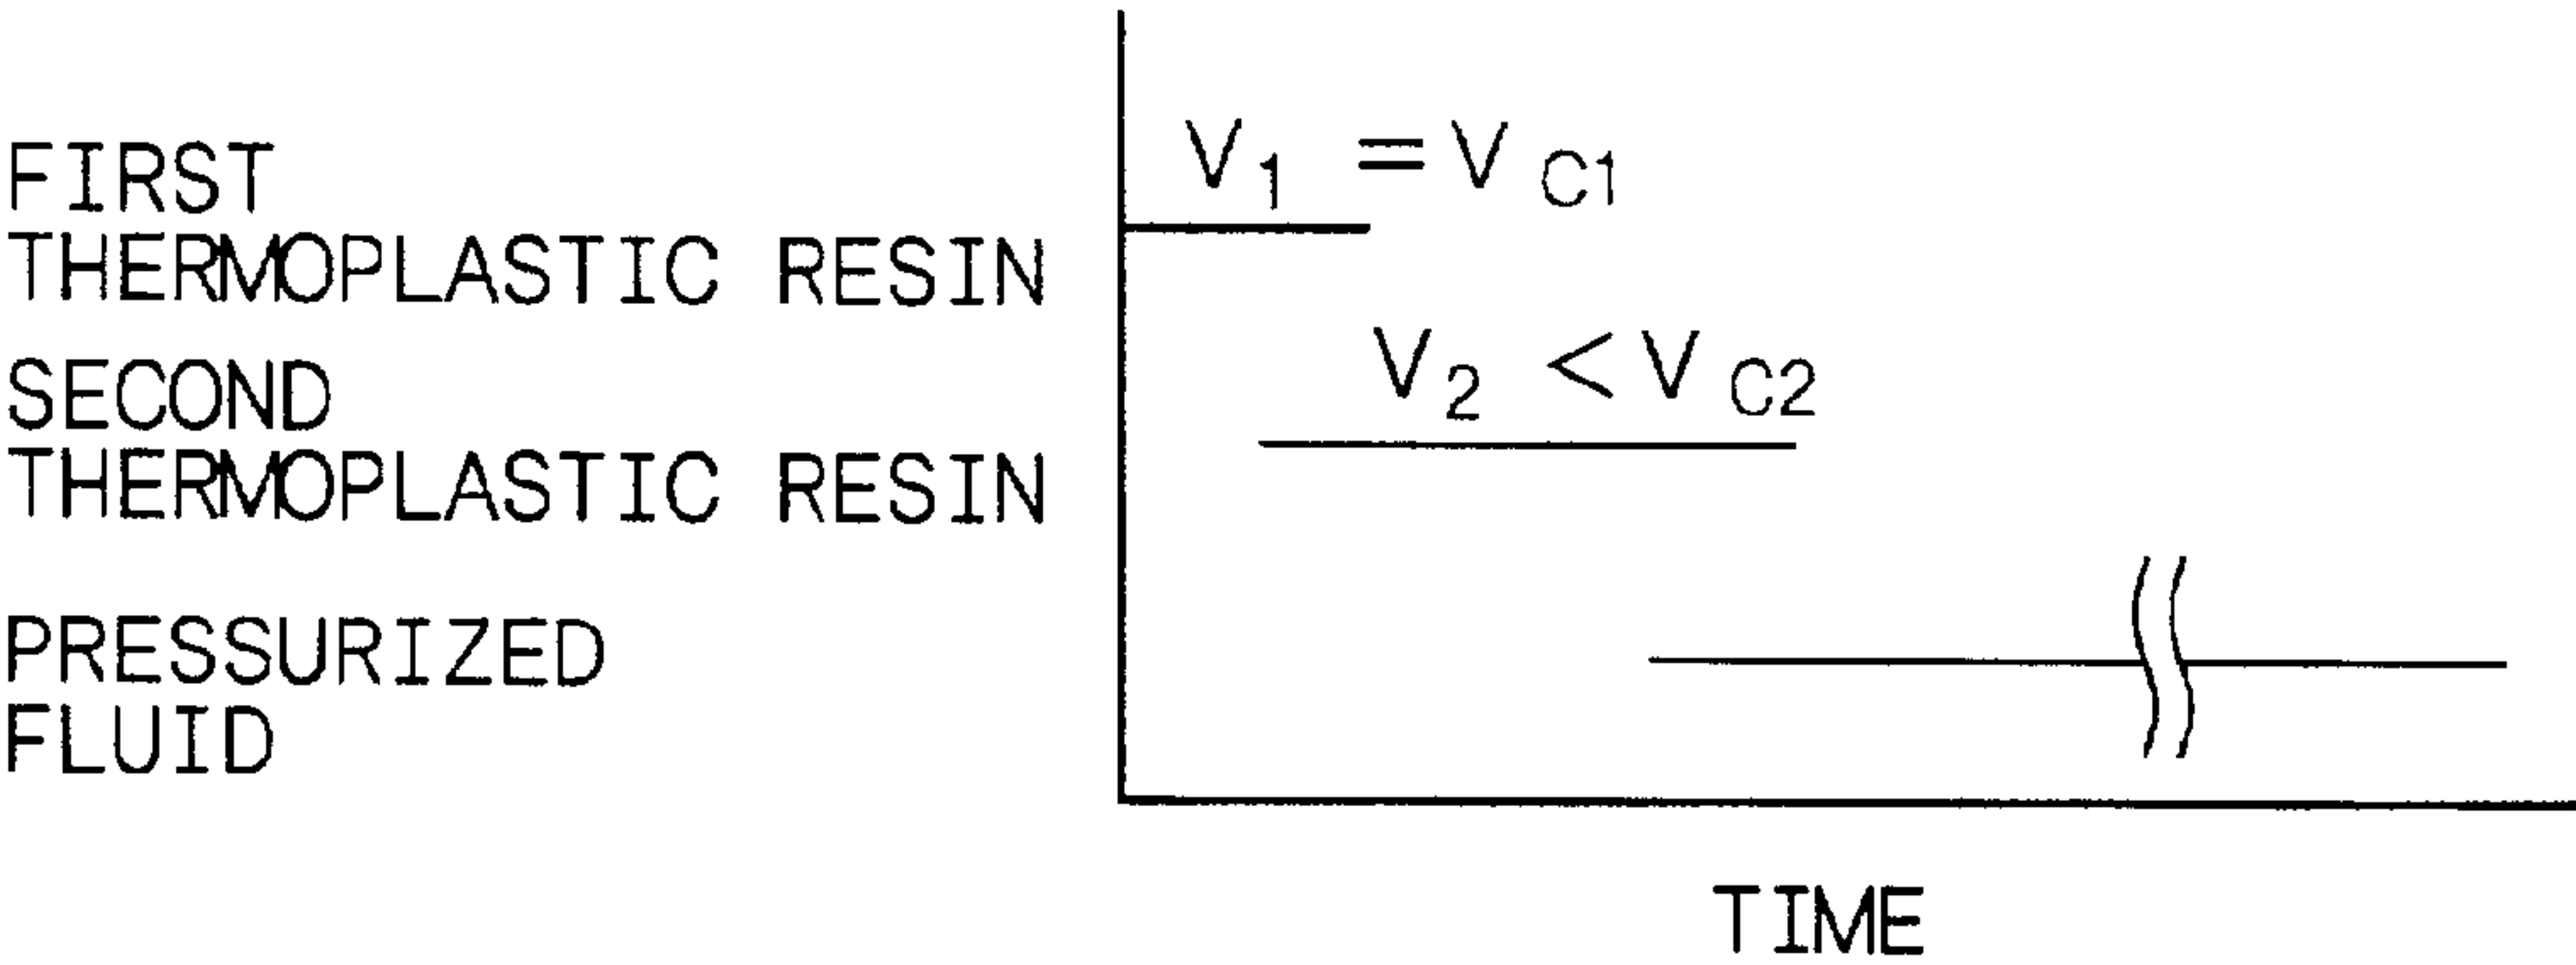 FIRST
THERMOPLASTIC RESIN
V1 = VC1
SECOND
THERMOPLASTIC RESIN
V2 < VC2
PRESSURIZED
FLUID
TIME